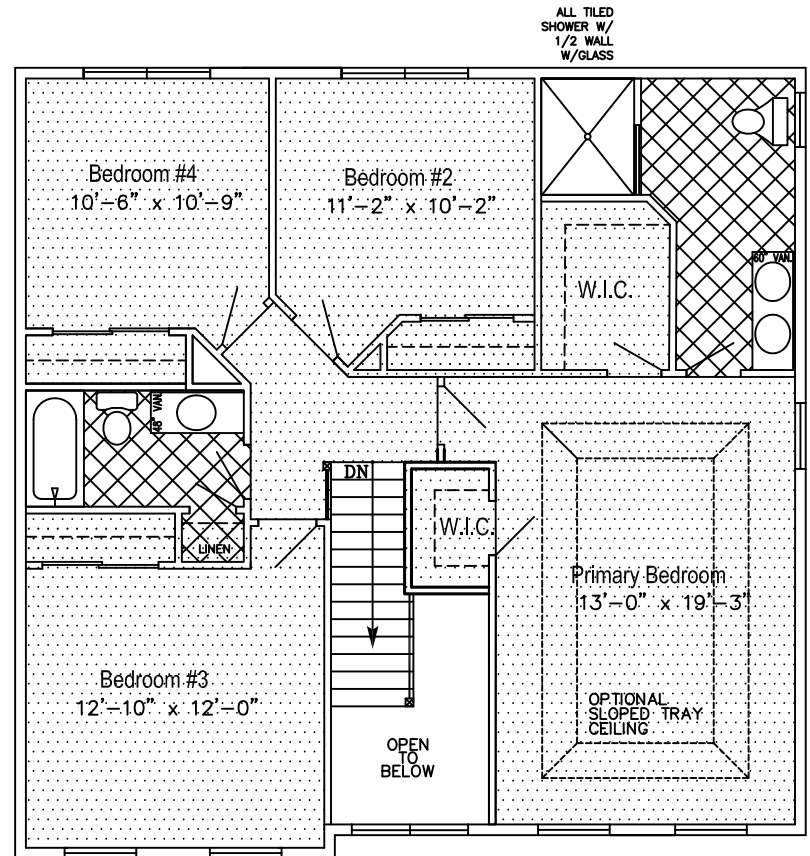 ALL TILED
SHOWER W/
1/2 WALL
W/GLASS
Bedroom #4
10'-6" x 10'-9"
Bedroom #2
11'-2" x 10'-2"
W.I.C.
60" VAN.
48" VAN.
DN
W.I.C.
LINEN
Primary Bedroom
13'-0" x 19'-3"
Bedroom #3
12'-10" x 12'-0"
OPTIONAL
SLOPED TRAY
CEILING
OPEN
TO
BELOW